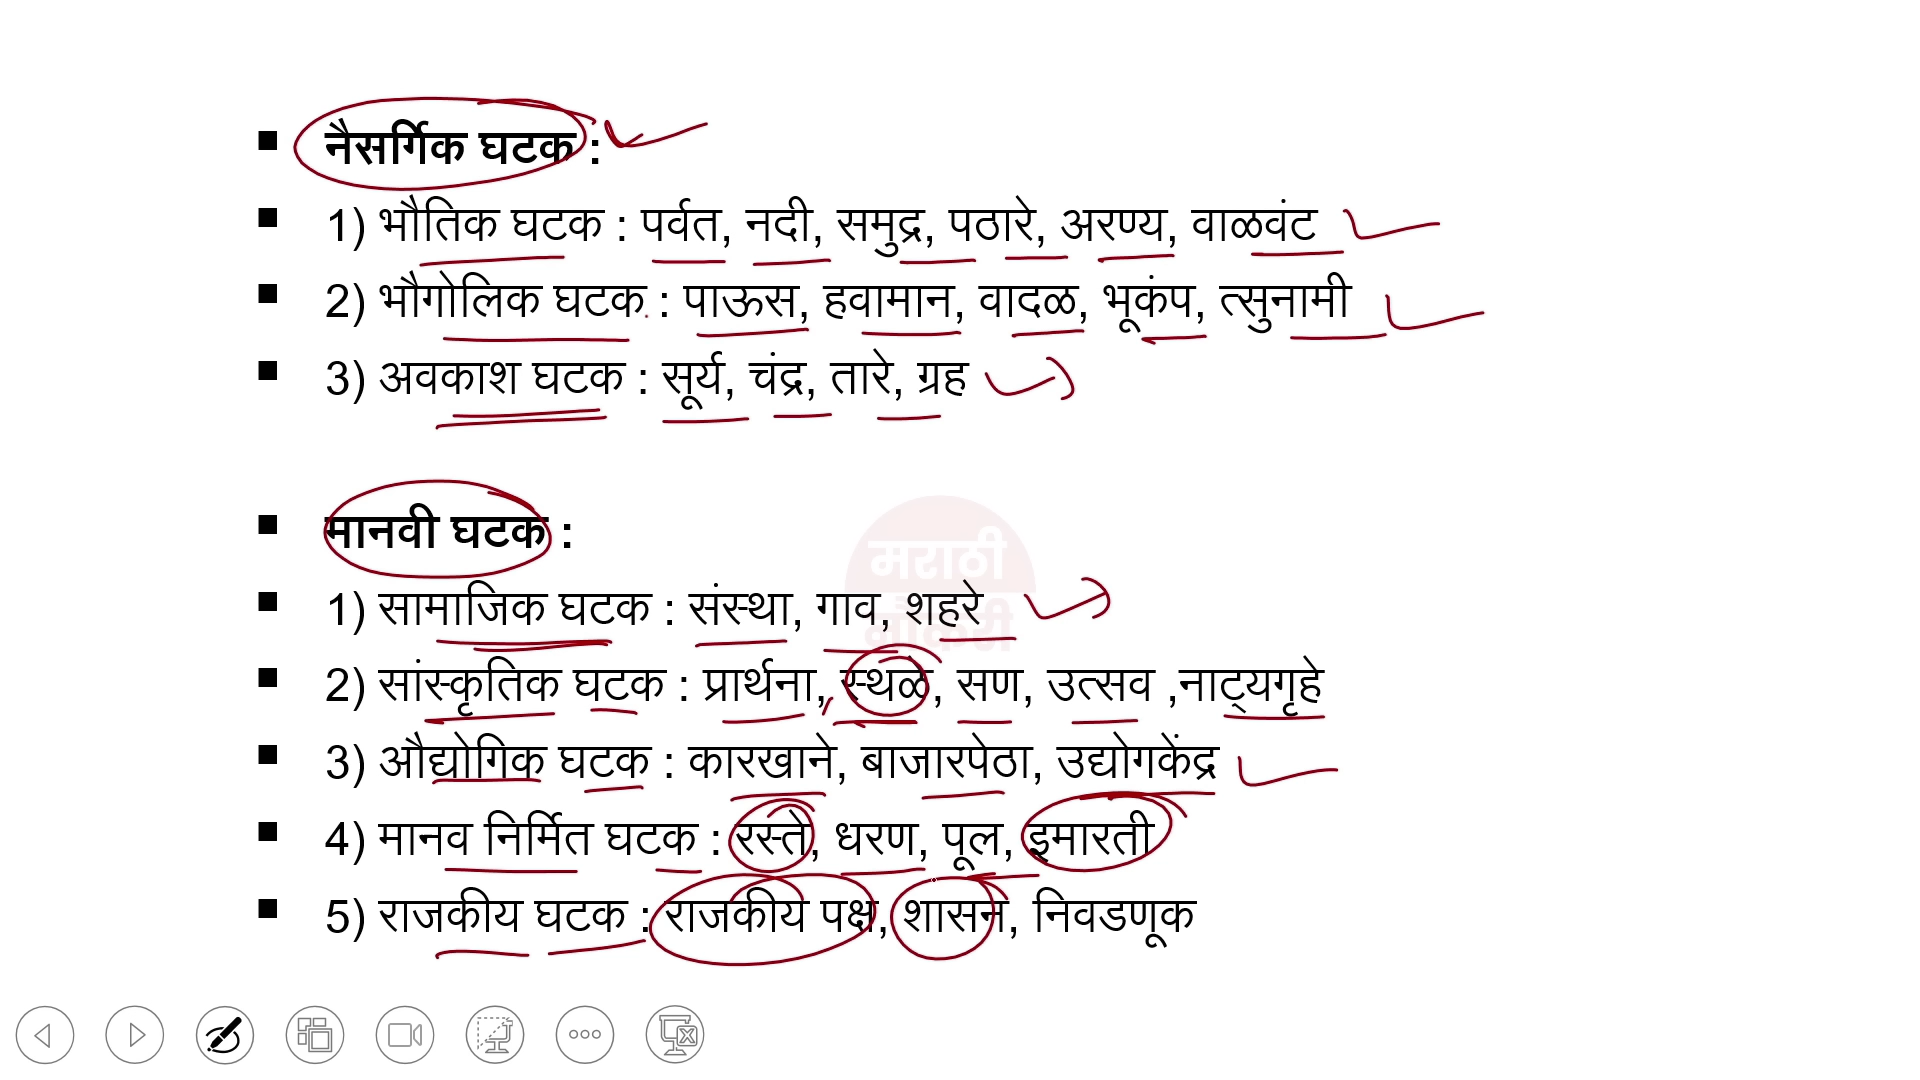 ▪ नैसर्गिक घटक :
▪ 1) भौतिक घटक : पर्वत, नदी, समुद्र, पठारे, अरण्य, वाळवंट
▪ 2) भौगोलिक घटक : पाऊस, हवामान, वादळ, भूकंप, त्सुनामी
▪ 3) अवकाश घटक : सूर्य, चंद्र, तारे, ग्रह
▪ मानवी घटक :
मराठी
नोकरी
▪ 1) सामाजिक घटक : संस्था, गाव, शहरे
▪ 2) सांस्कृतिक घटक : प्रार्थना, स्थळे, सण, उत्सव ,नाट्यगृहे
▪ 3) औद्योगिक घटक : कारखाने, बाजारपेठा, उद्योगकेंद्र
▪ 4) मानव निर्मित घटक : रस्ते, धरण, पूल, इमारती
▪ 5) राजकीय घटक : राजकीय पक्ष, शासन, निवडणूक